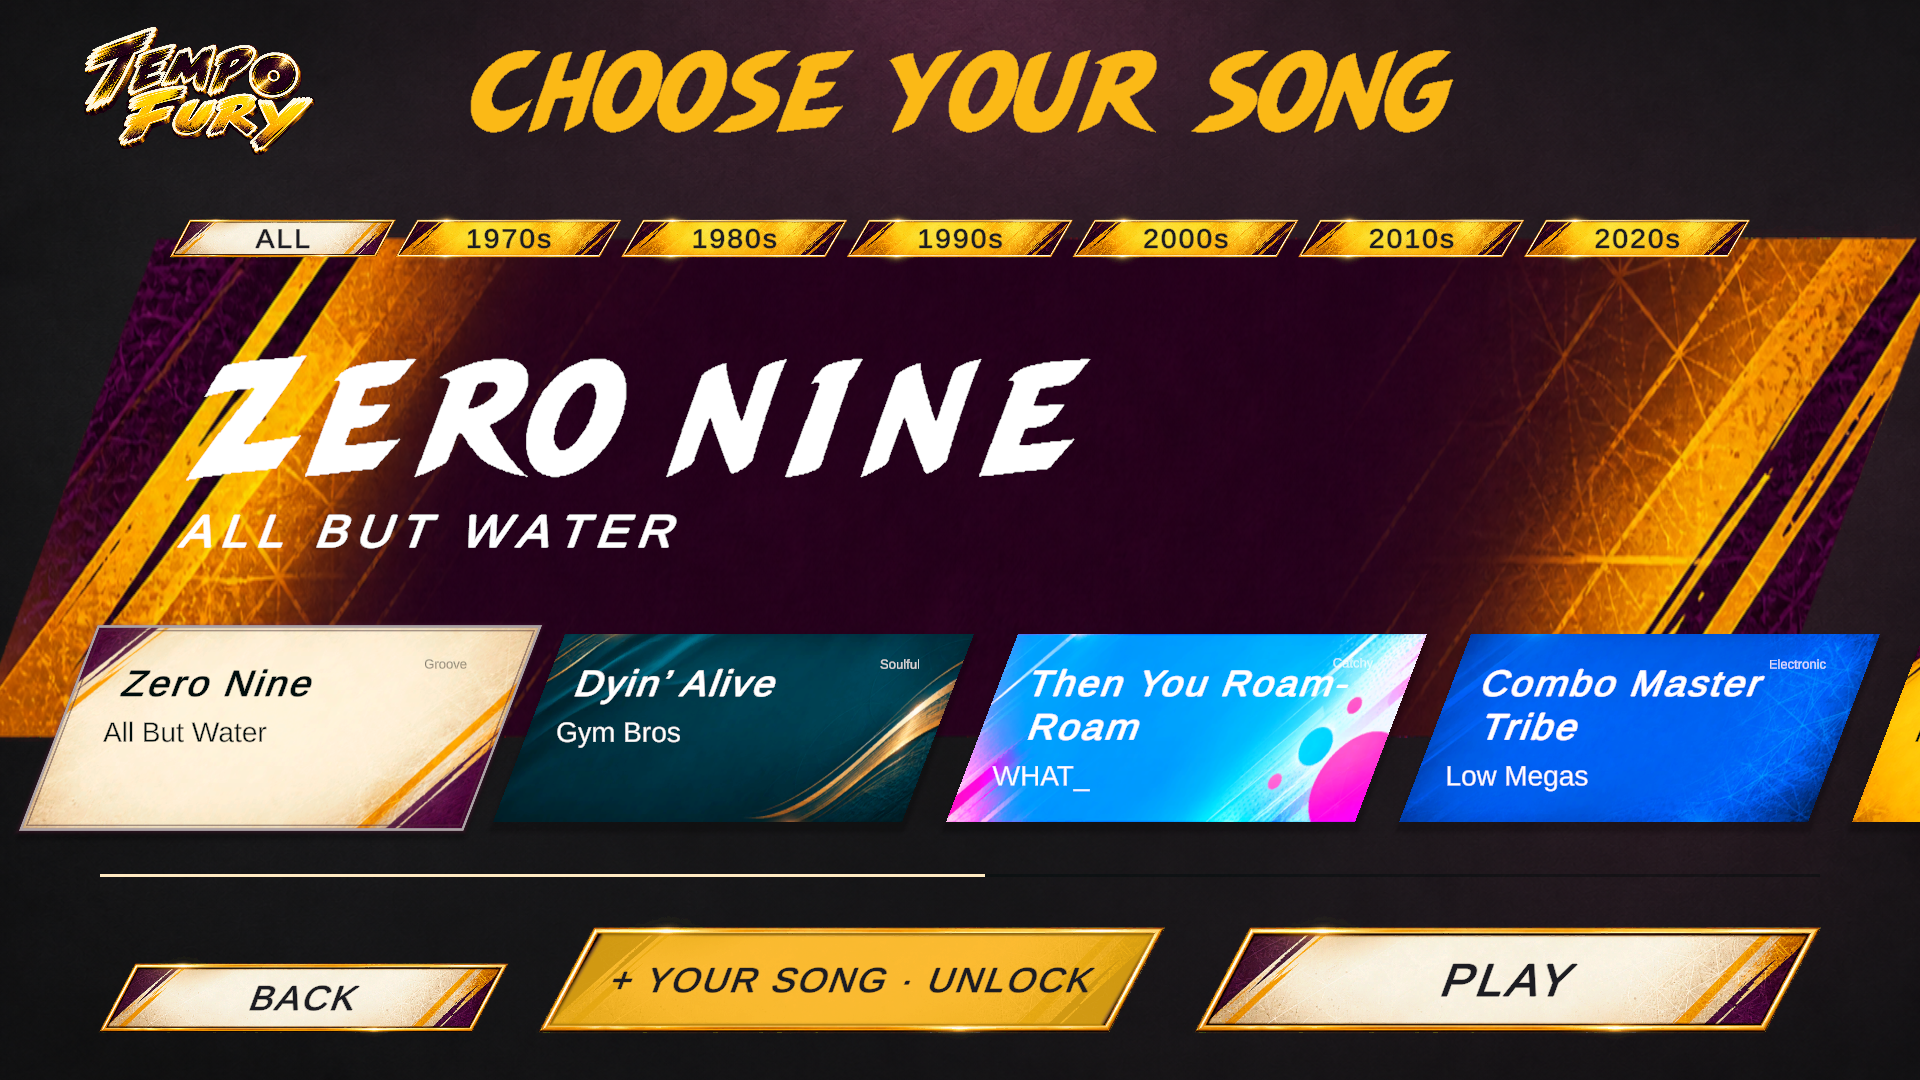 TEMPO
FURY
CHOOSE YOUR SONG
ALL
1970s
1980s
1990s
2000s
2010s
2020s
ZERO NINE
ALL BUT WATER
Groove
Zero Nine
All But Water
Soulful
Dyin’ Alive
Gym Bros
Catchy
Then You Roam-
Roam
WHAT_
Electronic
Combo Master
Tribe
Low Megas
BACK
+ YOUR SONG · UNLOCK
PLAY